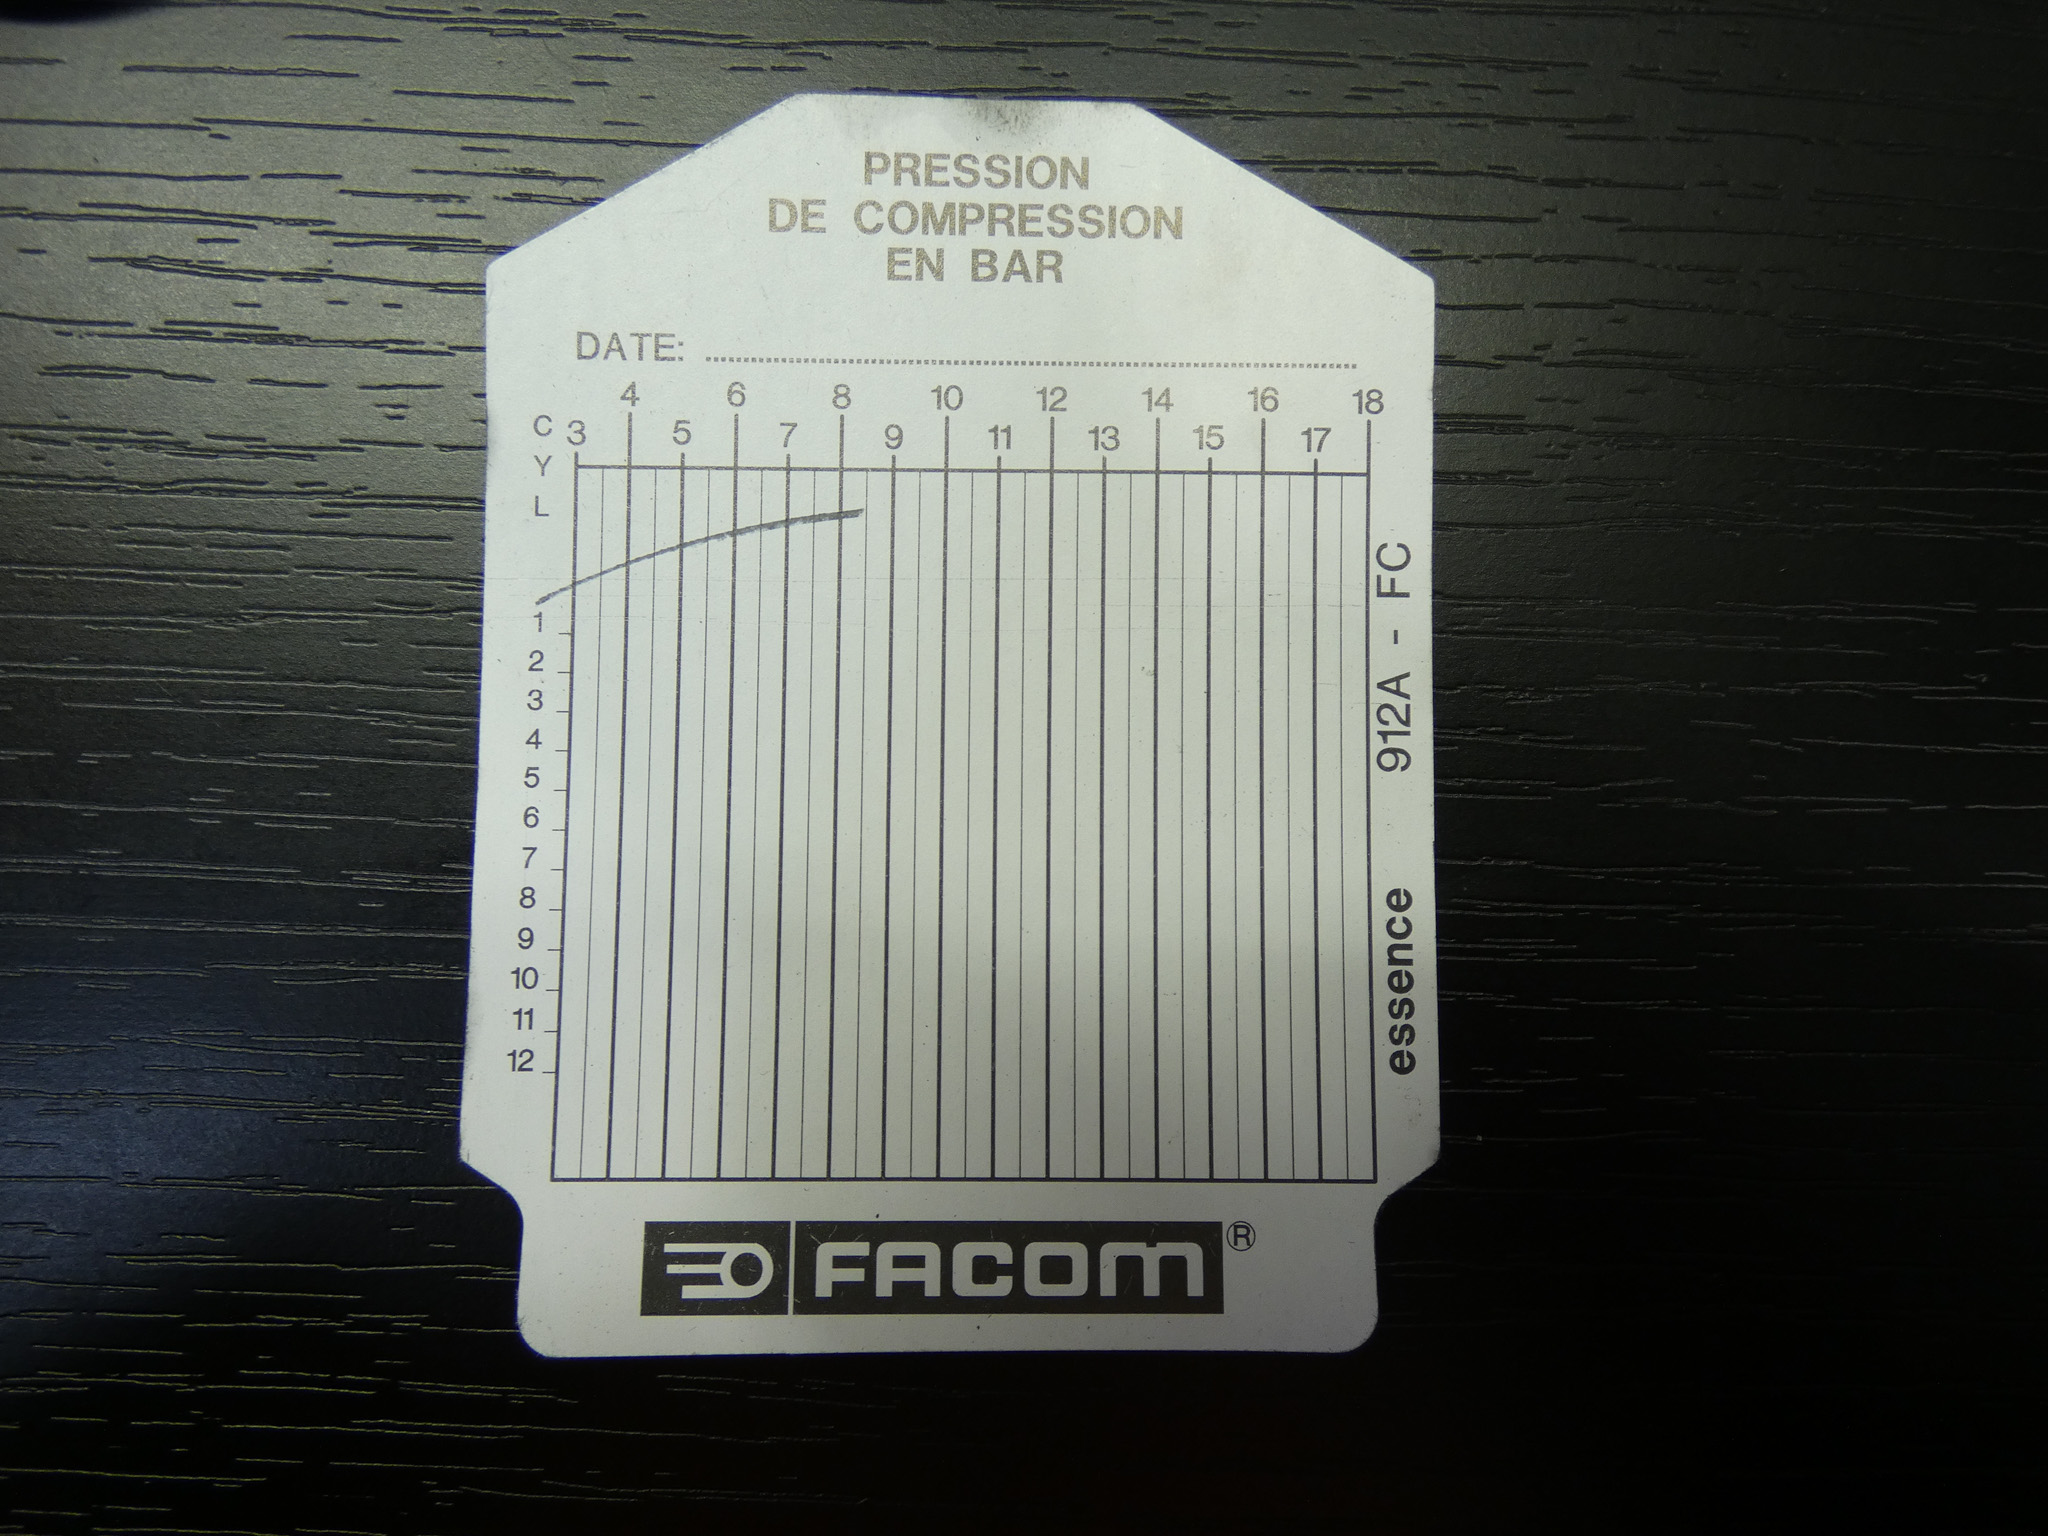 PRESSION
DE COMPRESSION
EN BAR
DATE:
4 6 8 10 12 14 16 18
3 5 7 9 11 13 15 17
C
Y
L
1
2
3
4
5
6
7
8
9
10
11
12
essence 912A - FC
FACOM®